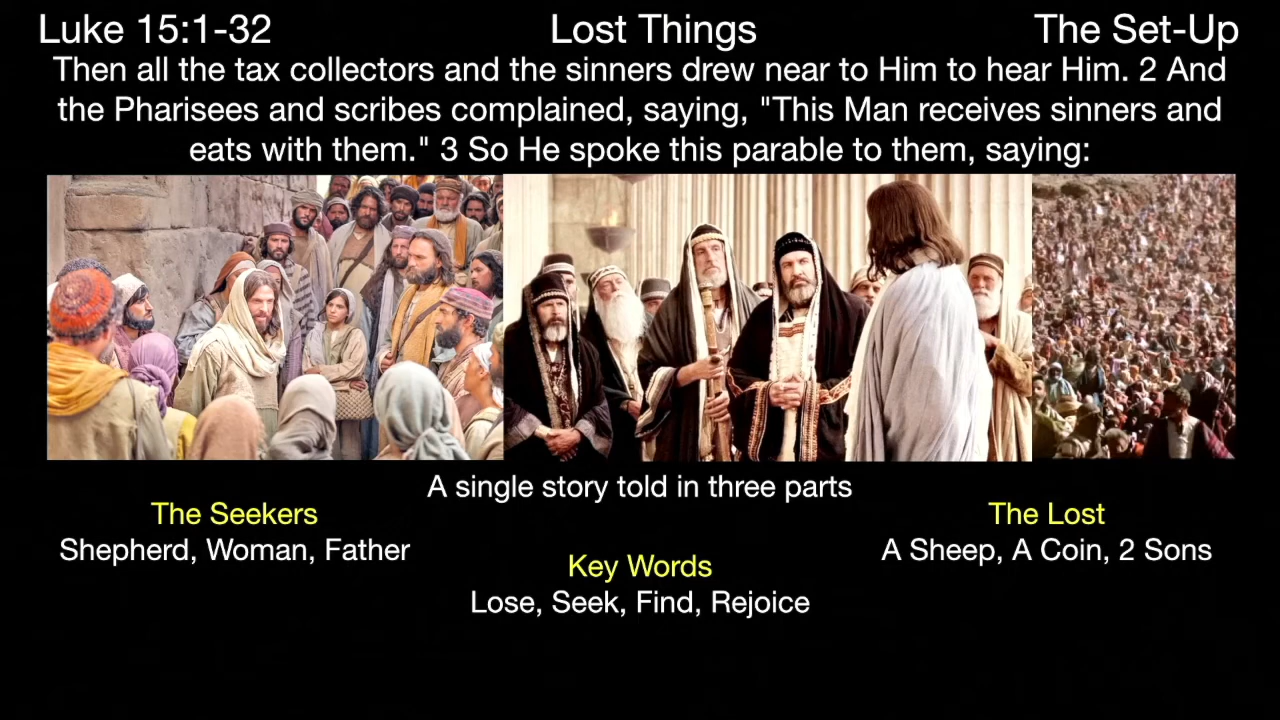 Luke 15:1-32
Lost Things
The Set-Up
Then all the tax collectors and the sinners drew near to Him to hear Him. 2 And
the Pharisees and scribes complained, saying, "This Man receives sinners and
eats with them." 3 So He spoke this parable to them, saying:
A single story told in three parts
The Seekers
Shepherd, Woman, Father
Key Words
Lose, Seek, Find, Rejoice
The Lost
A Sheep, A Coin, 2 Sons